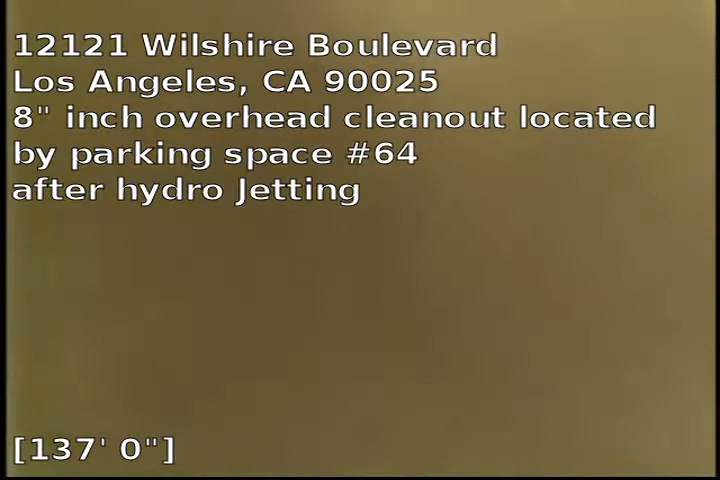 12121 Wilshire Boulevard
Los Angeles, CA 90025
8" inch overhead cleanout located
by parking space #64
after hydro Jetting
[137' 0"]